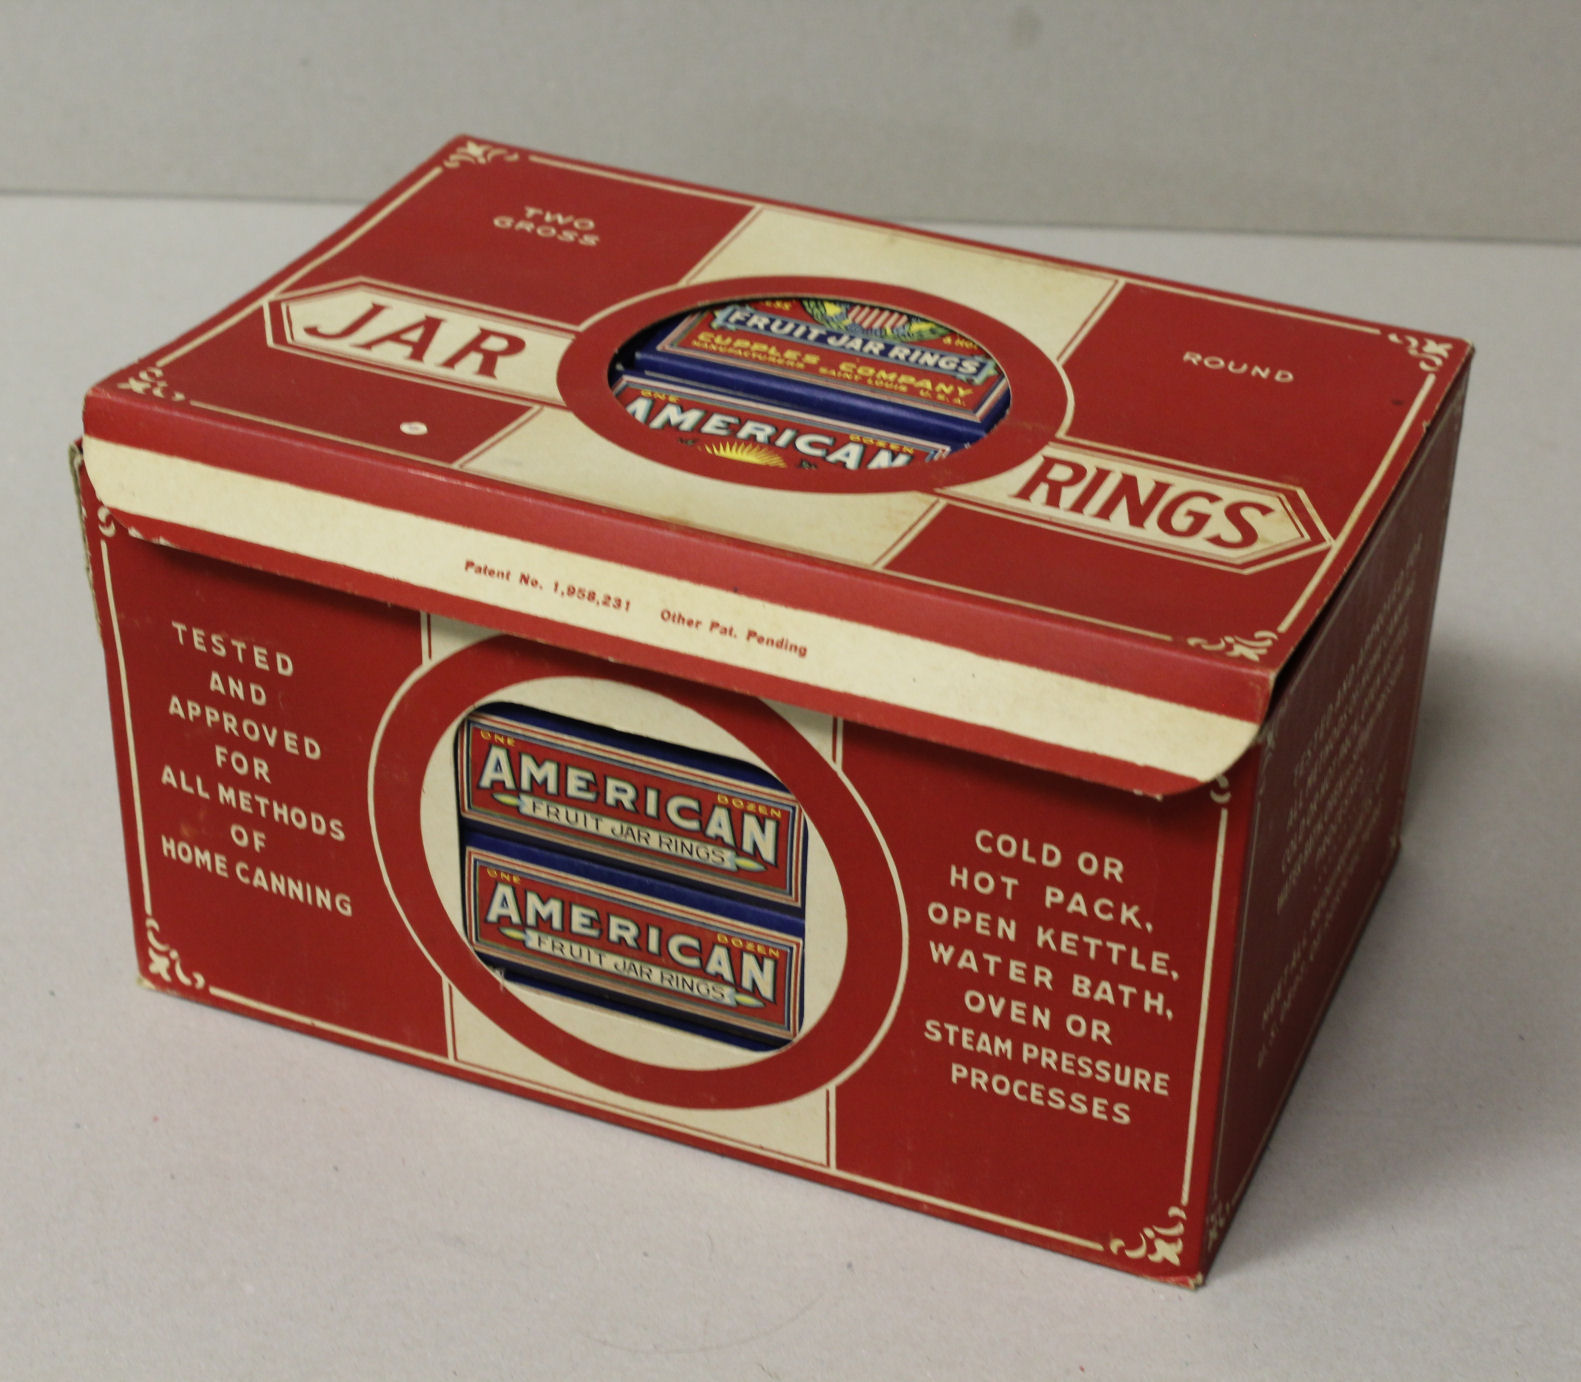 TWO
GROSS
ROUND
JAR
RINGS
FRUIT JAR RINGS
CUPPLES COMPANY
MANUFACTURERS SAINT LOUIS U.S.A.
ONE
DOZEN
AMERICAN
Patent No. 1,958,231 Other Pat. Pending
TESTED
AND
APPROVED
FOR
ALL METHODS
OF
HOME CANNING
ONE
AMERICAN
DOZEN
FRUIT JAR RINGS
ONE
AMERICAN
DOZEN
FRUIT JAR RINGS
COLD OR
HOT PACK,
OPEN KETTLE,
WATER BATH,
OVEN OR
STEAM PRESSURE
PROCESSES